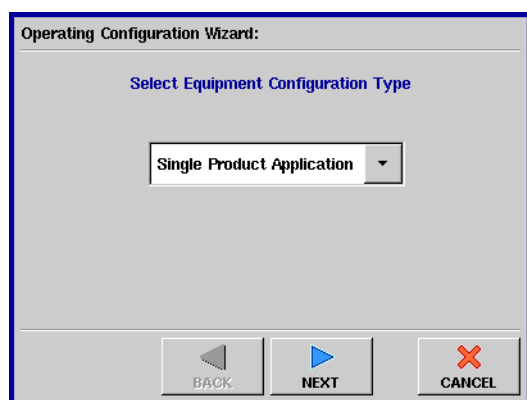 Operating Configuration Wizard:
Select Equipment Configuration Type
Single Product Application
BACK NEXT CANCEL